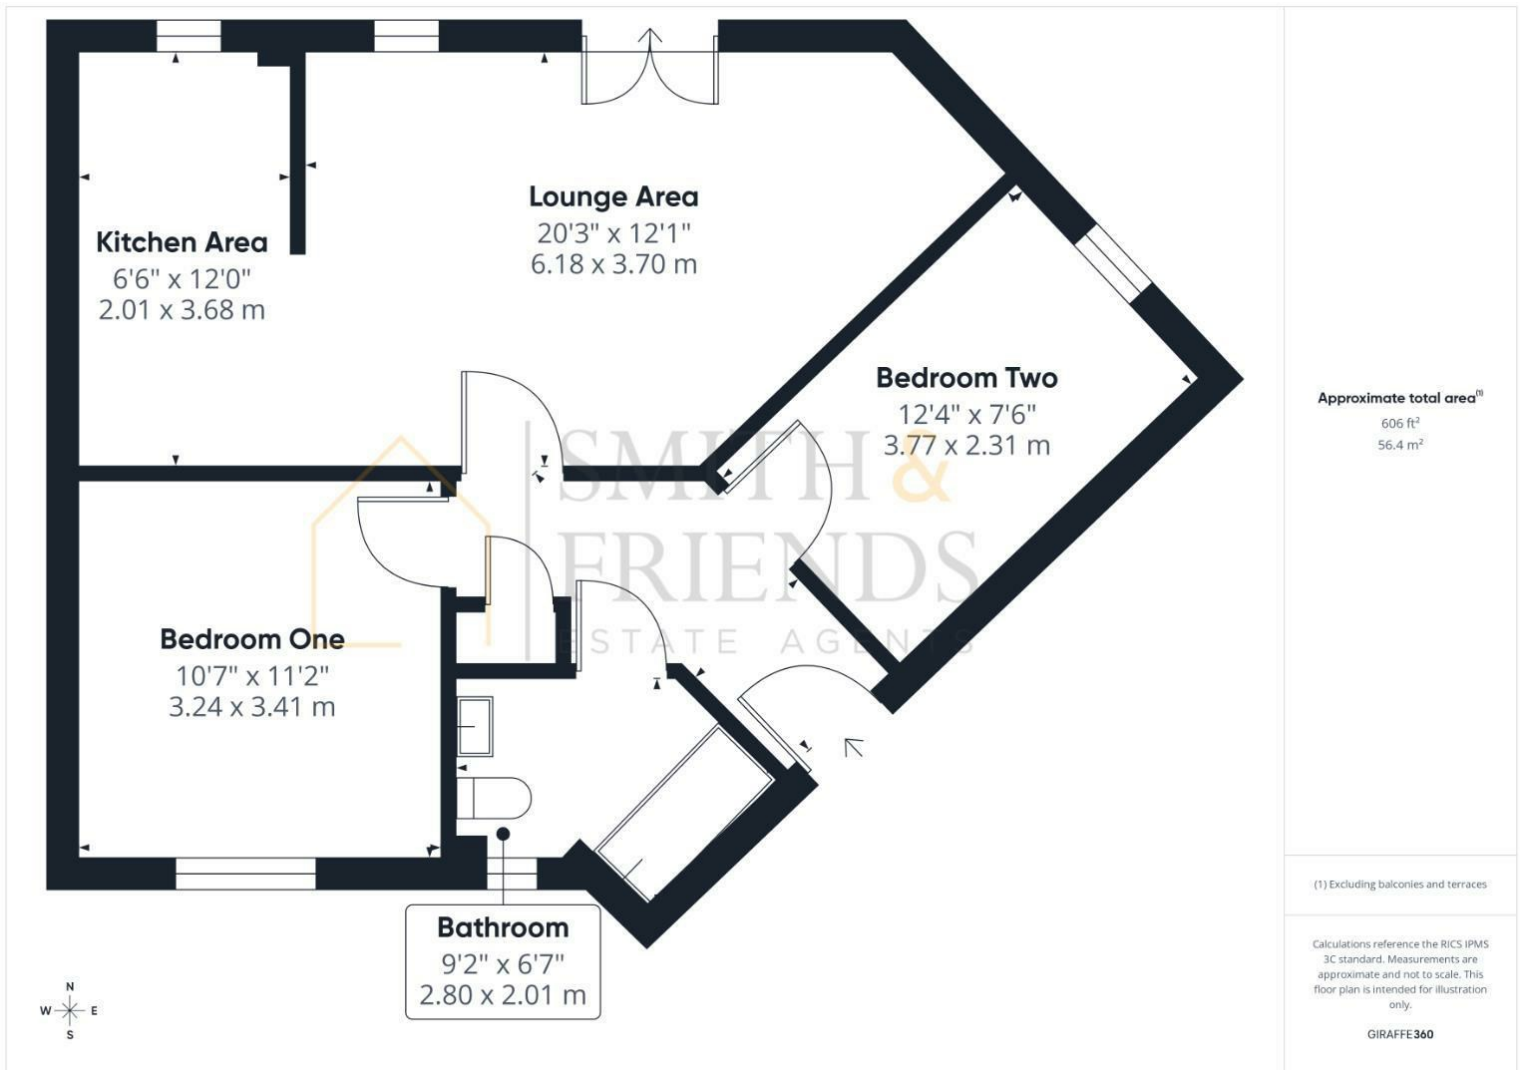 Kitchen Area
6'6" x 12'0"
2.01 x 3.68 m
Lounge Area
20'3" x 12'1"
6.18 x 3.70 m
Bedroom Two
12'4" x 7'6"
3.77 x 2.31 m
SMITH &
FRIENDS
ESTATE AGENTS
Bedroom One
10'7" x 11'2"
3.24 x 3.41 m
Bathroom
9'2" x 6'7"
2.80 x 2.01 m
N
W E
S
Approximate total area(1)
606 ft²
56.4 m²
(1) Excluding balconies and terraces
Calculations reference the RICS IPMS
3C standard. Measurements are
approximate and not to scale. This
floor plan is intended for illustration
only.
GIRAFFE360